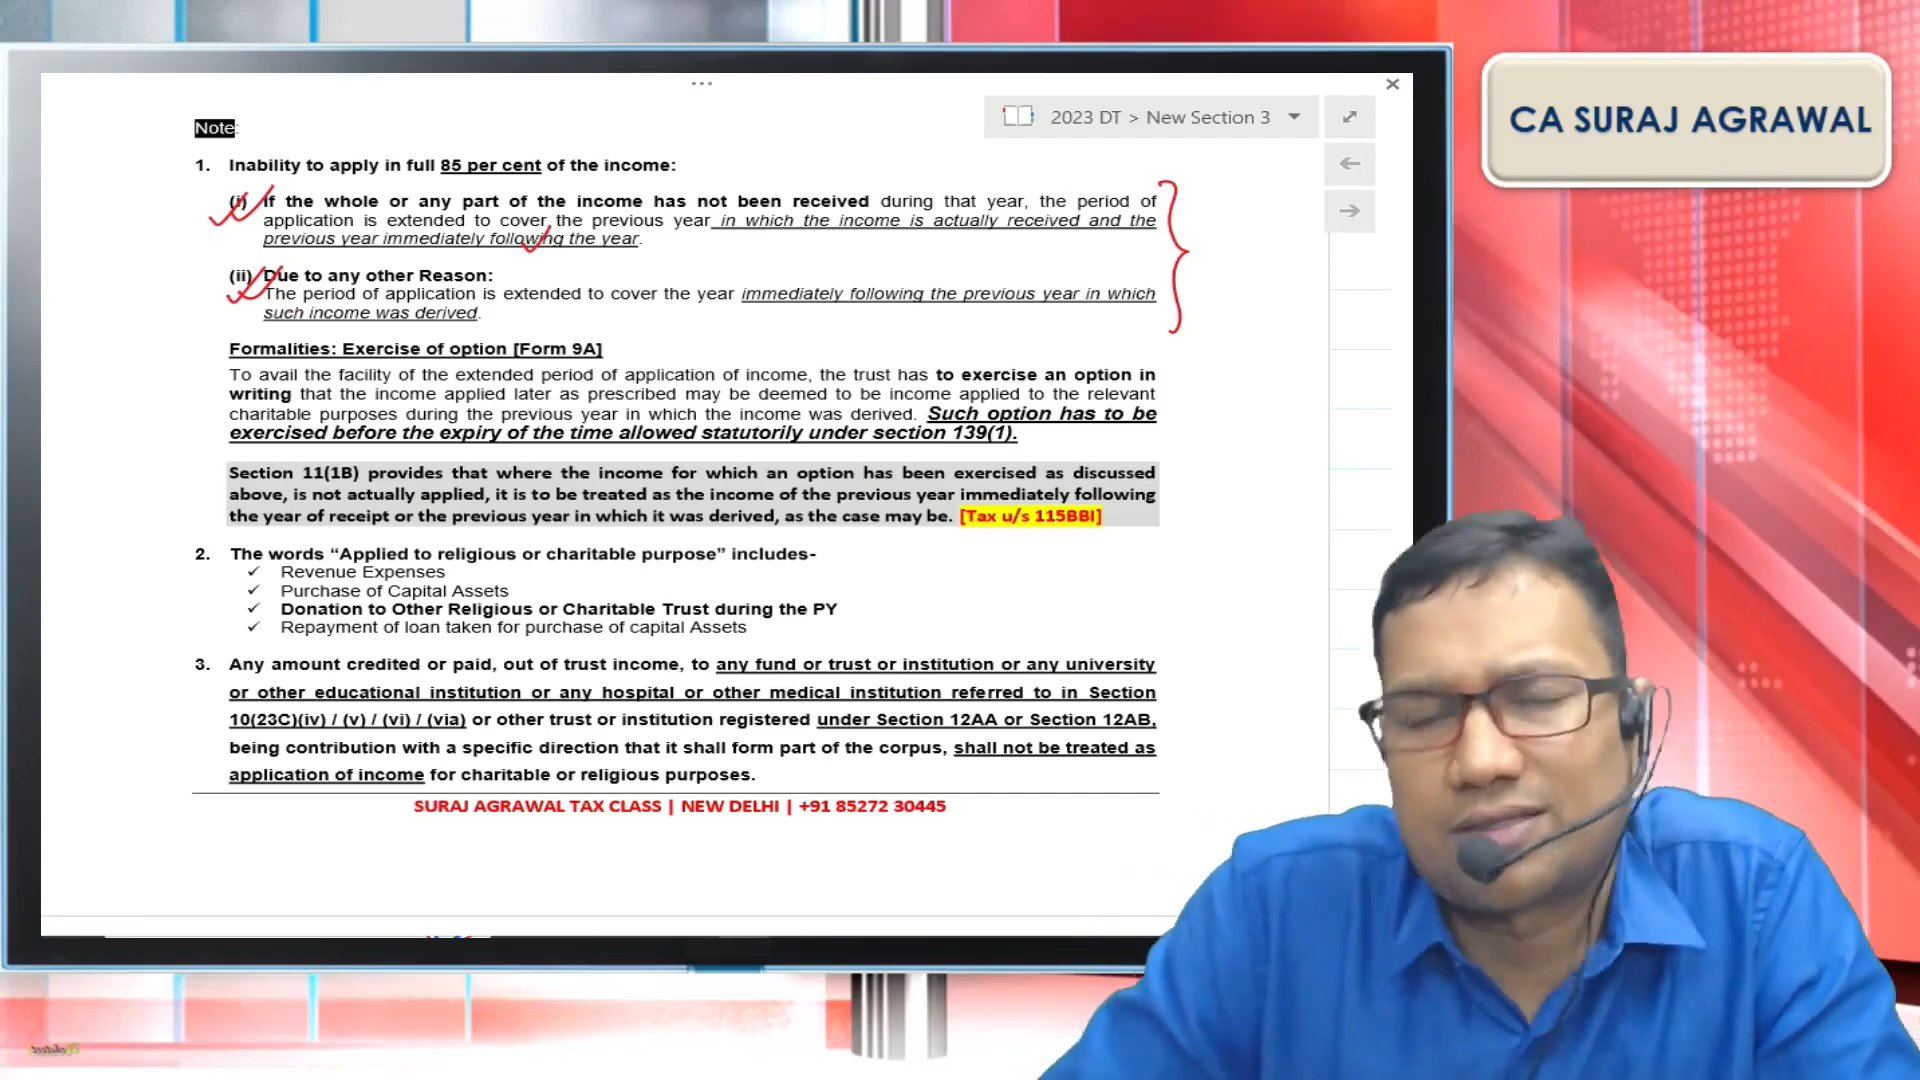 CA SURAJ AGRAWAL
2023 DT > New Section 3
Note:
1. Inability to apply in full 85 per cent of the income:
(i) If the whole or any part of the income has not been received during that year, the period of
application is extended to cover the previous year in which the income is actually received and the
previous year immediately following the year.
(ii) Due to any other Reason:
The period of application is extended to cover the year immediately following the previous year in which
such income was derived.
Formalities: Exercise of option [Form 9A]
To avail the facility of the extended period of application of income, the trust has to exercise an option in
writing that the income applied later as prescribed may be deemed to be income applied to the relevant
charitable purposes during the previous year in which the income was derived. Such option has to be
exercised before the expiry of the time allowed statutorily under section 139(1).
Section 11(1B) provides that where the income for which an option has been exercised as discussed
above, is not actually applied, it is to be treated as the income of the previous year immediately following
the year of receipt or the previous year in which it was derived, as the case may be. [Tax u/s 115BBI]
2. The words “Applied to religious or charitable purpose” includes-
✓ Revenue Expenses
✓ Purchase of Capital Assets
✓ Donation to Other Religious or Charitable Trust during the PY
✓ Repayment of loan taken for purchase of capital Assets
3. Any amount credited or paid, out of trust income, to any fund or trust or institution or any university
or other educational institution or any hospital or other medical institution referred to in Section
10(23C)(iv) / (v) / (vi) / (via) or other trust or institution registered under Section 12AA or Section 12AB,
being contribution with a specific direction that it shall form part of the corpus, shall not be treated as
application of income for charitable or religious purposes.
SURAJ AGRAWAL TAX CLASS | NEW DELHI | +91 85272 30445